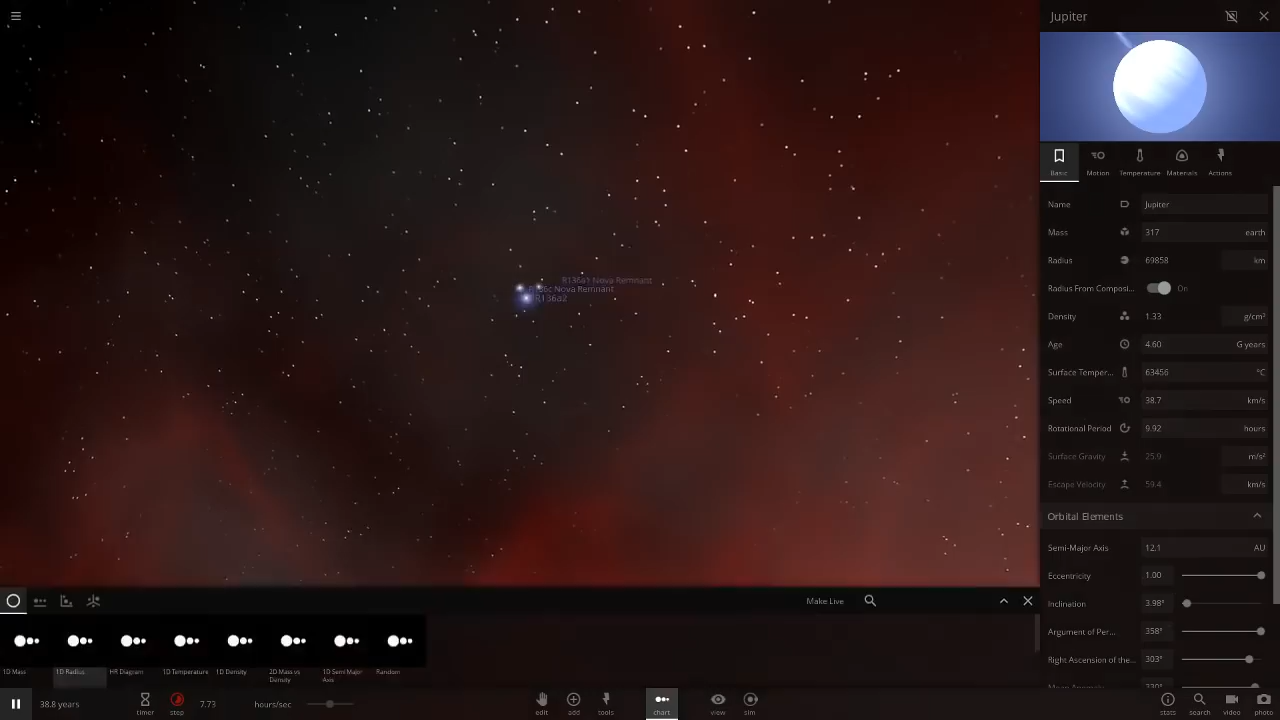 Jupiter
Basic
Motion
Temperature
Materials
Actions
Name
Jupiter
Mass
317
earth
Radius
69858
km
Radius From Composi...
On
Density
1.33
g/cm³
Age
4.60
G years
Surface Temper...
63456
°C
Speed
38.7
km/s
Rotational Period
9.92
hours
Surface Gravity
25.9
m/s²
Escape Velocity
59.4
km/s
Orbital Elements
Semi-Major Axis
12.1
AU
Eccentricity
1.00
Inclination
3.98°
Argument of Per...
358°
Right Ascension of the...
303°
R136a1 Nova Remnant
Nova Remnant
R136a2
Make Live
1D Mass
1D Radius
HR Diagram
1D Temperature
1D Density
2D Mass vs
Density
1D Semi Major
Axis
Random
38.8 years
timer
step
7.73
hours/sec
edit
add
tools
chart
view
sim
stats
search
video
photo